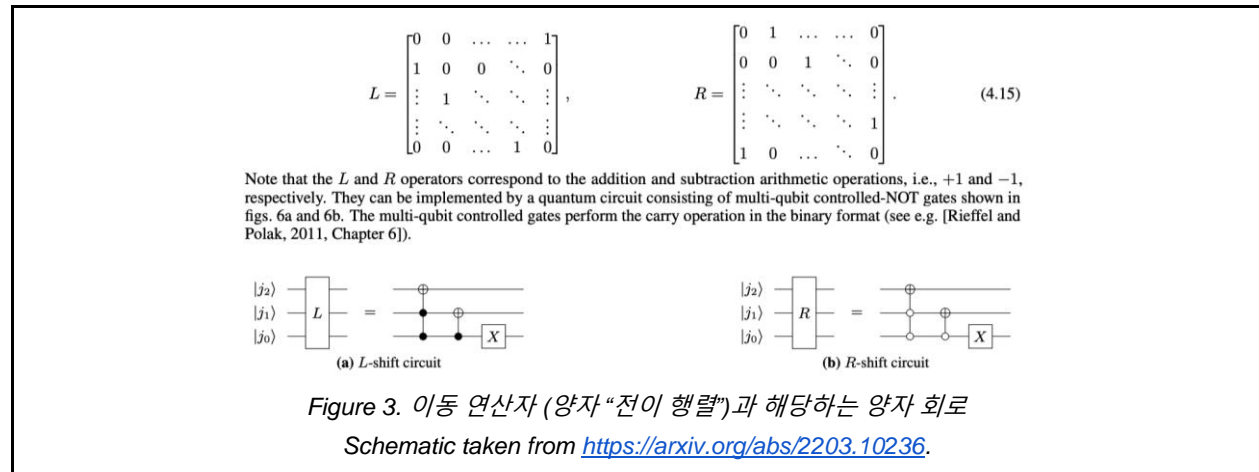 L = [0 0 … … 1
1 0 0 ⋱ 0
⋮ 1 ⋱ ⋱ ⋮
⋮ ⋱ ⋱ ⋱ ⋮
0 0 … 1 0] ,
R = [0 1 … … 0
0 0 1 ⋱ 0
⋮ ⋱ ⋱ ⋱ ⋮
⋮ ⋱ ⋱ ⋱ 1
1 0 … ⋱ 0] .
(4.15)
Note that the L and R operators correspond to the addition and subtraction arithmetic operations, i.e., +1 and −1,
respectively. They can be implemented by a quantum circuit consisting of multi-qubit controlled-NOT gates shown in
figs. 6a and 6b. The multi-qubit controlled gates perform the carry operation in the binary format (see e.g. [Rieffel and
Polak, 2011, Chapter 6]).
|j₂⟩
|j₁⟩ L =
|j₀⟩ X
(a) L-shift circuit
|j₂⟩
|j₁⟩ R =
|j₀⟩ X
(b) R-shift circuit
Figure 3. 이동 연산자 (양자 “전이 행렬”)과 해당하는 양자 회로
Schematic taken from https://arxiv.org/abs/2203.10236.